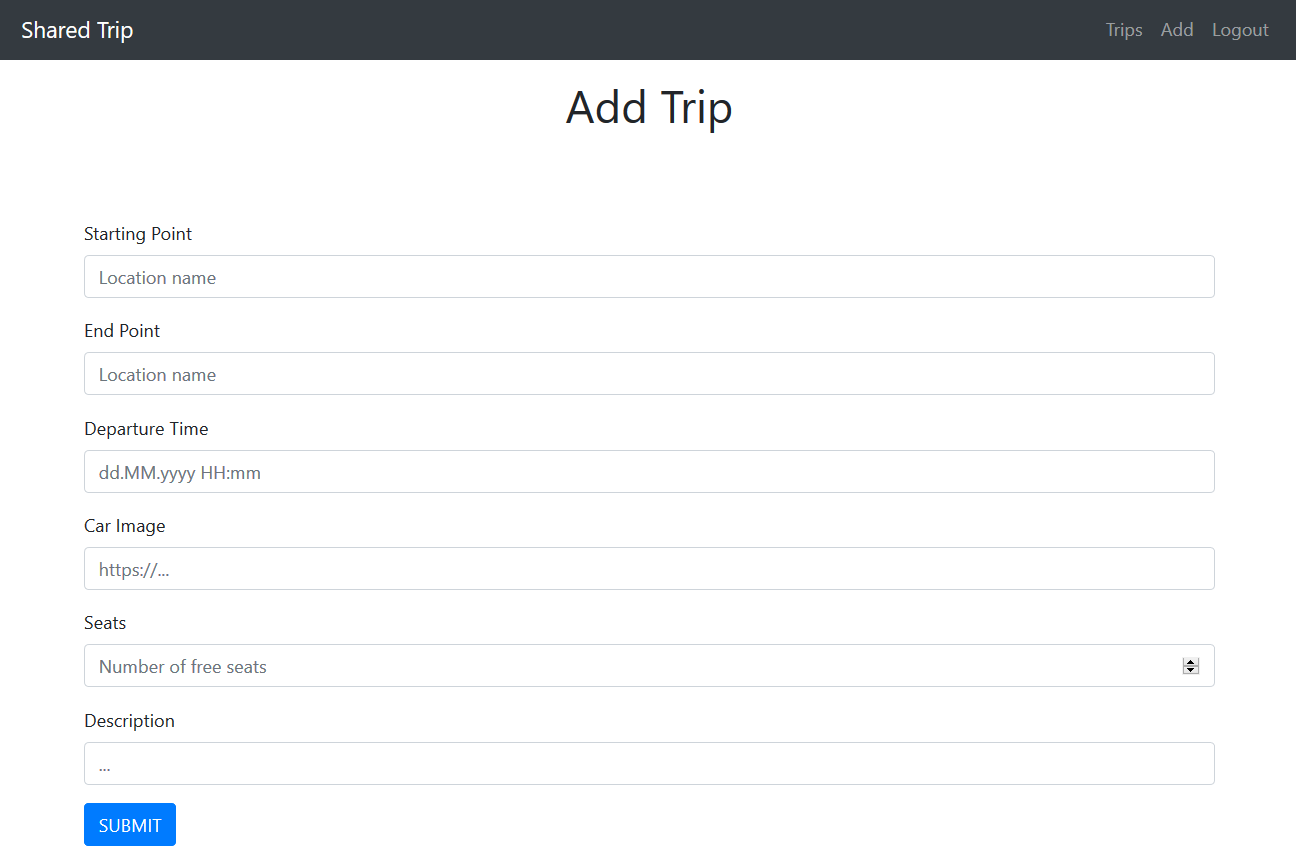 Shared Trip Trips Add Logout
Add Trip
Starting Point
Location name
End Point
Location name
Departure Time
dd.MM.yyyy HH:mm
Car Image
https://...
Seats
Number of free seats
Description
...
SUBMIT